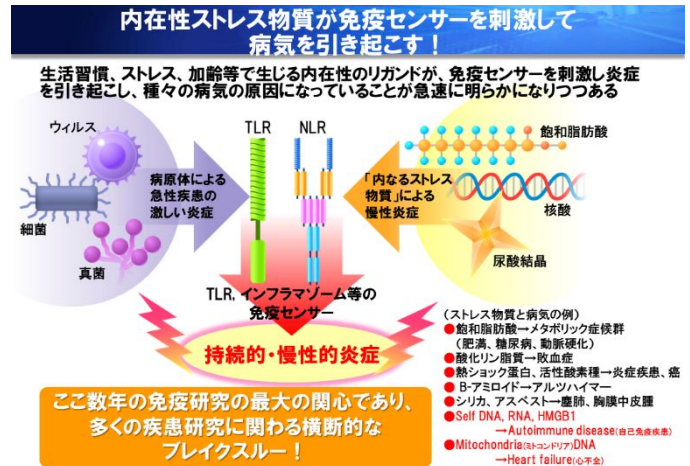 内在性ストレス物質が免疫センサーを刺激して
病気を引き起こす！
生活習慣、ストレス、加齢等で生じる内在性のリガンドが、免疫センサーを刺激し炎症
を引き起こし、種々の病気の原因になっていることが急速に明らかになりつつある
ウィルス
細菌
真菌
病原体による
急性疾患の
激しい炎症
TLR
NLR
「内なるストレス
物質」による
慢性炎症
飽和脂肪酸
核酸
尿酸結晶
TLR, インフラマゾーム等の
免疫センサー
持続的・慢性的炎症
ここ数年の免疫研究の最大の関心であり、
多くの疾患研究に関わる横断的な
ブレイクスルー！
（ストレス物質と病気の例）
●飽和脂肪酸→メタボリック症候群
（肥満、糖尿病、動脈硬化）
●酸化リン脂質→敗血症
●熱ショック蛋白、活性酸素種→炎症疾患、癌
● B-アミロイド→アルツハイマー
●シリカ、アスベスト→塵肺、胸膜中皮腫
●Self DNA, RNA, HMGB1
→Autoimmune disease(自己免疫疾患)
●Mitochondria(ミトコンドリア)DNA
→Heart failure(心不全)